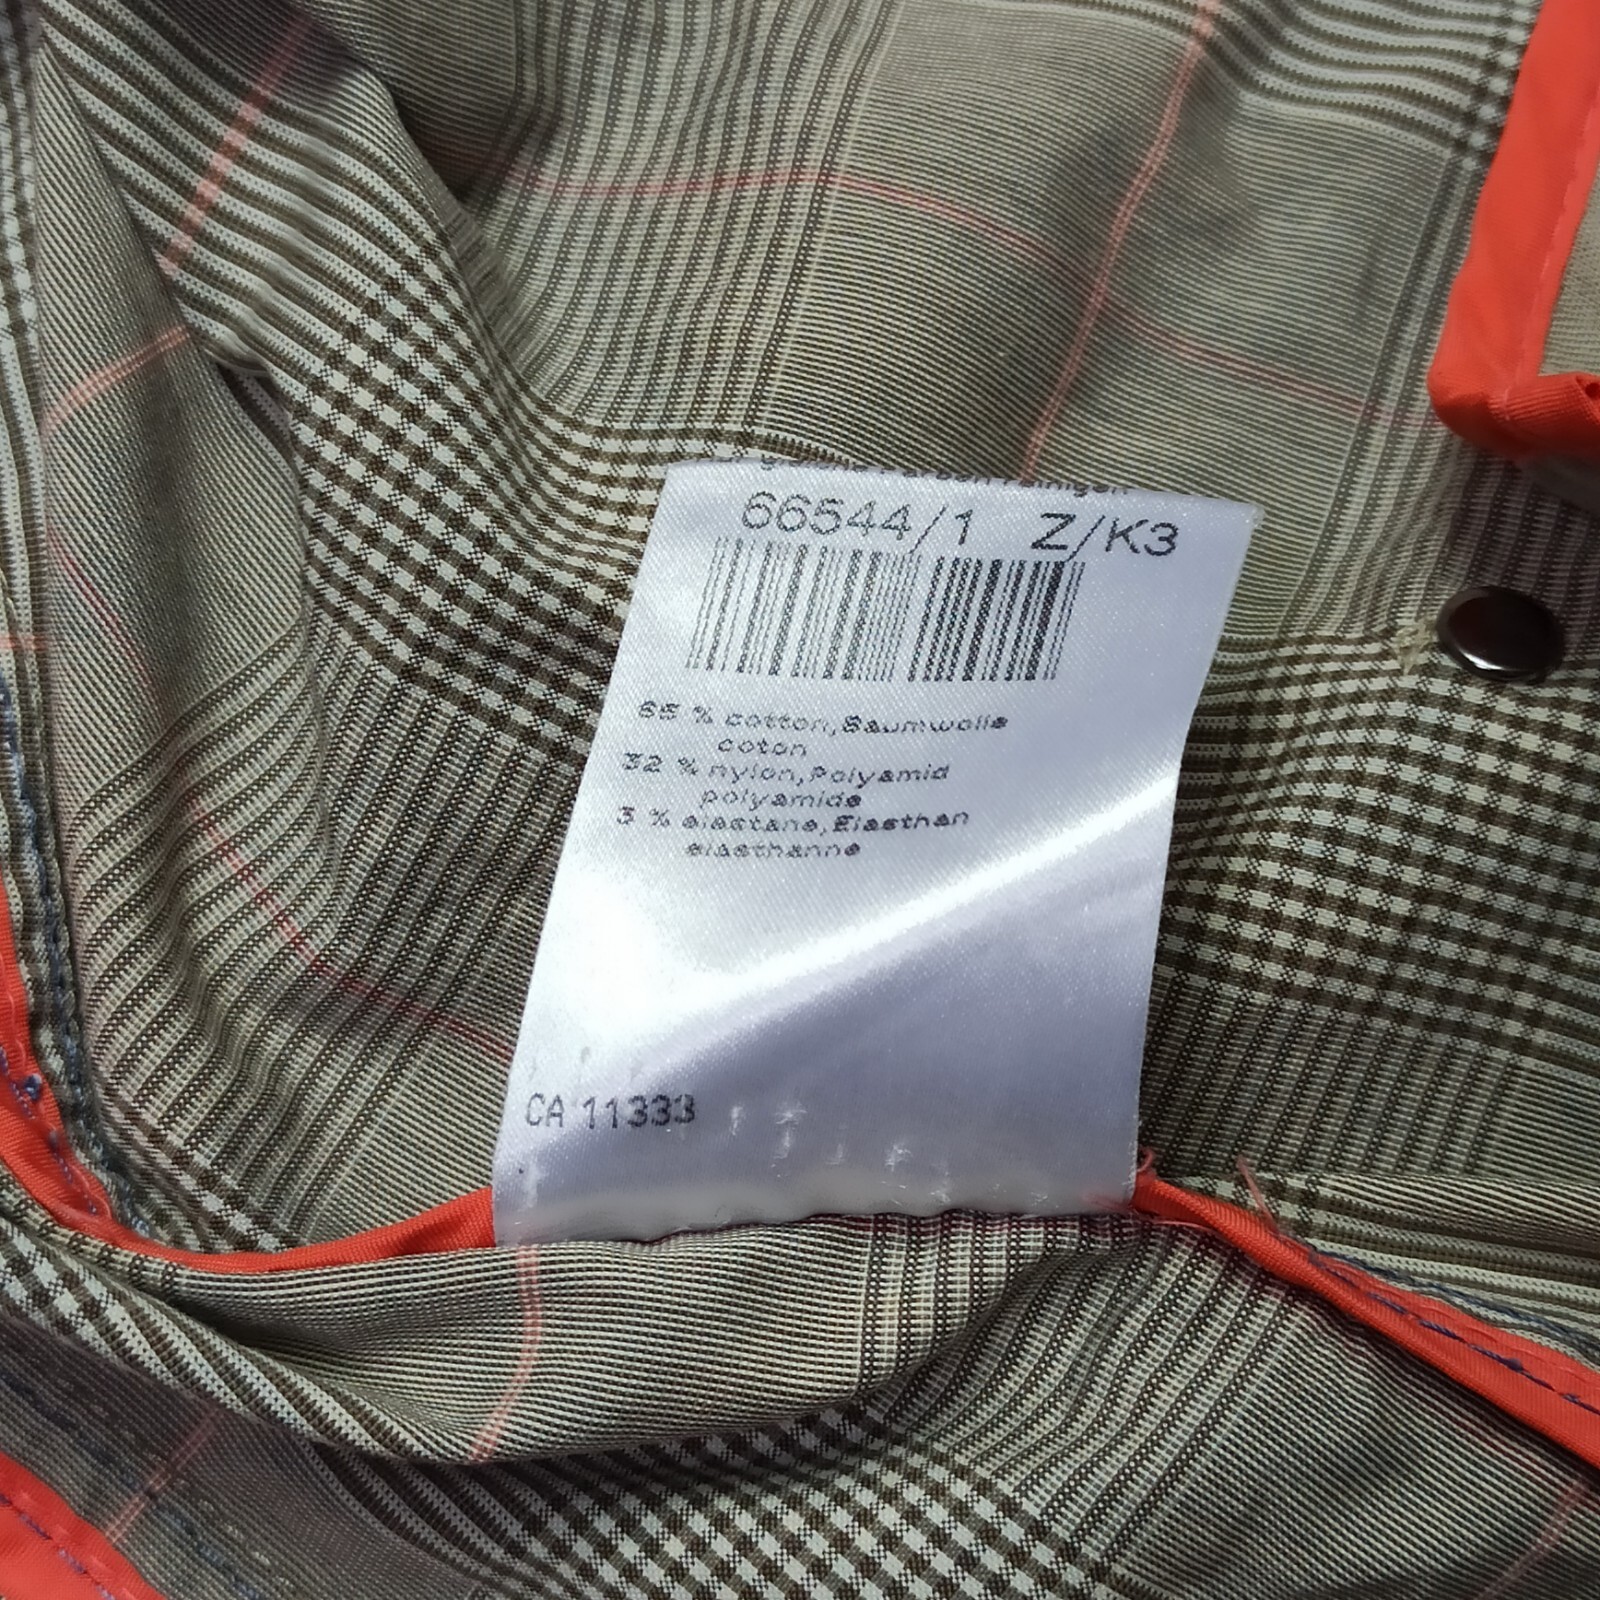 66544/1 Z/K3
65 % cotton,Baumwolle
coton
32 % nylon,Polyamid
polyamide
3 % elastane,Elasthan
elasthanne
CA 11333